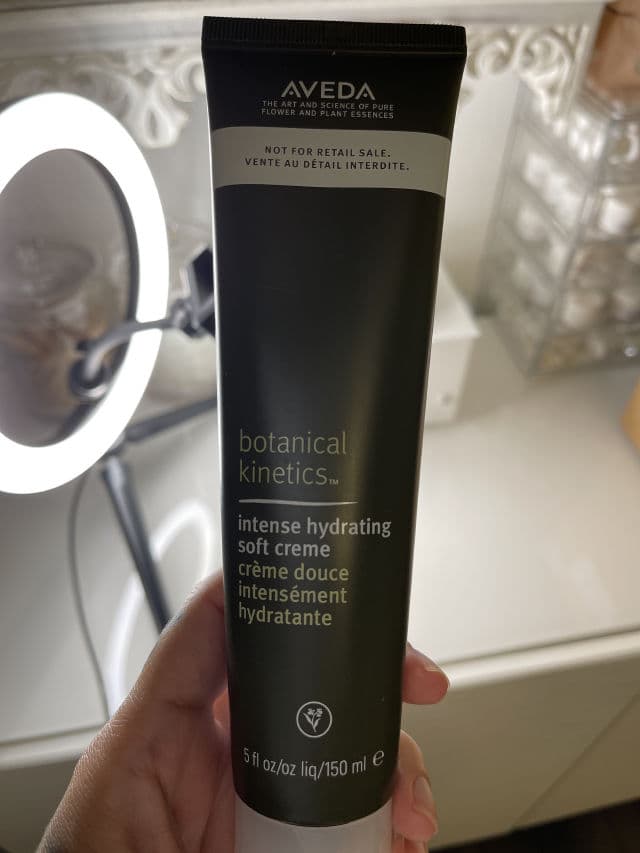 AVEDA
THE ART AND SCIENCE OF PURE
FLOWER AND PLANT ESSENCES
NOT FOR RETAIL SALE.
VENTE AU DÉTAIL INTERDITE.
botanical
kinetics™
intense hydrating
soft creme
crème douce
intensément
hydratante
5 fl oz/oz liq/150 ml ℮